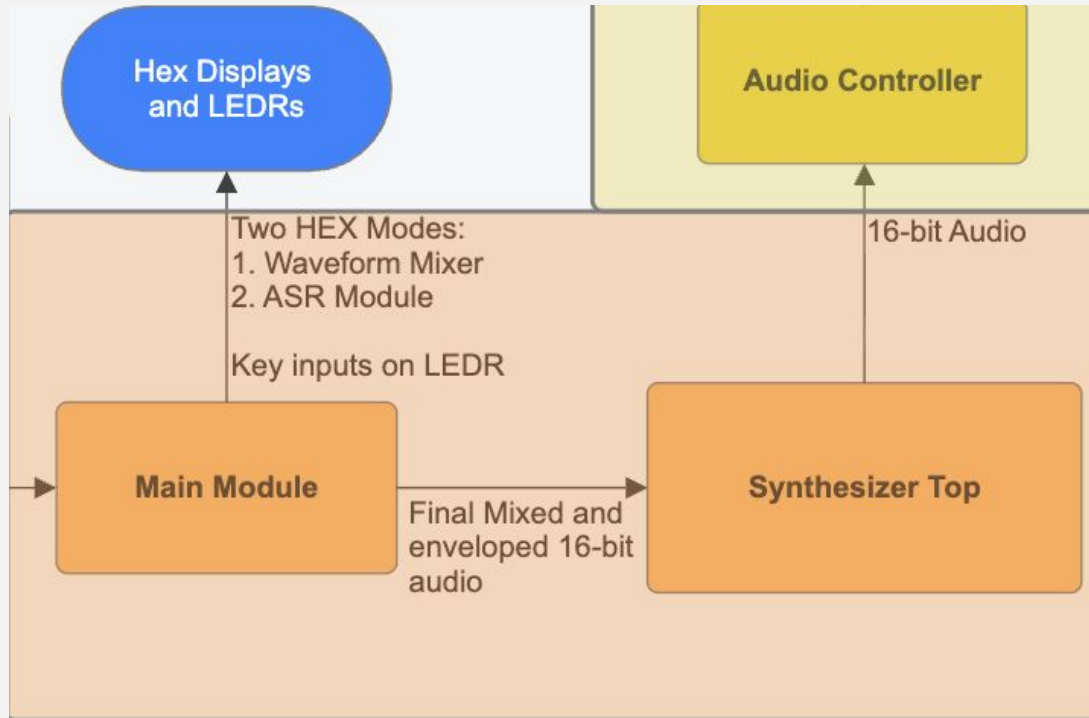 Hex Displays
and LEDRs
Audio Controller
Two HEX Modes:
1. Waveform Mixer
2. ASR Module
Key inputs on LEDR
16-bit Audio
Main Module
Final Mixed and
enveloped 16-bit
audio
Synthesizer Top